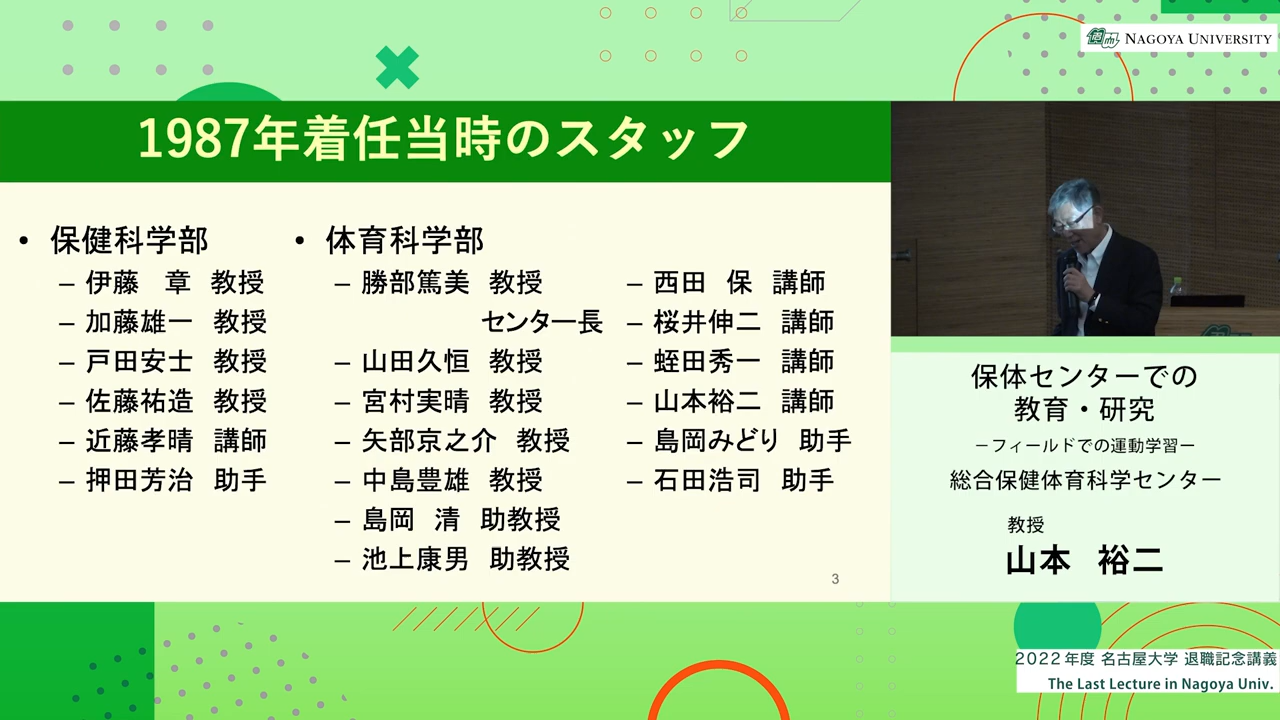 NAGOYA UNIVERSITY
1987年着任当時のスタッフ
• 保健科学部
– 伊藤　章　教授
– 加藤雄一　教授
– 戸田安士　教授
– 佐藤祐造　教授
– 近藤孝晴　講師
– 押田芳治　助手
• 体育科学部
– 勝部篤美　教授
センター長
– 山田久恒　教授
– 宮村実晴　教授
– 矢部京之介　教授
– 中島豊雄　教授
– 島岡　清　助教授
– 池上康男　助教授
– 西田　保　講師
– 桜井伸二　講師
– 蛭田秀一　講師
– 山本裕二　講師
– 島岡みどり　助手
– 石田浩司　助手
3
保体センターでの
教育・研究
－フィールドでの運動学習－
総合保健体育科学センター
教授
山本　裕二
2022年度 名古屋大学 退職記念講義
The Last Lecture in Nagoya Univ.